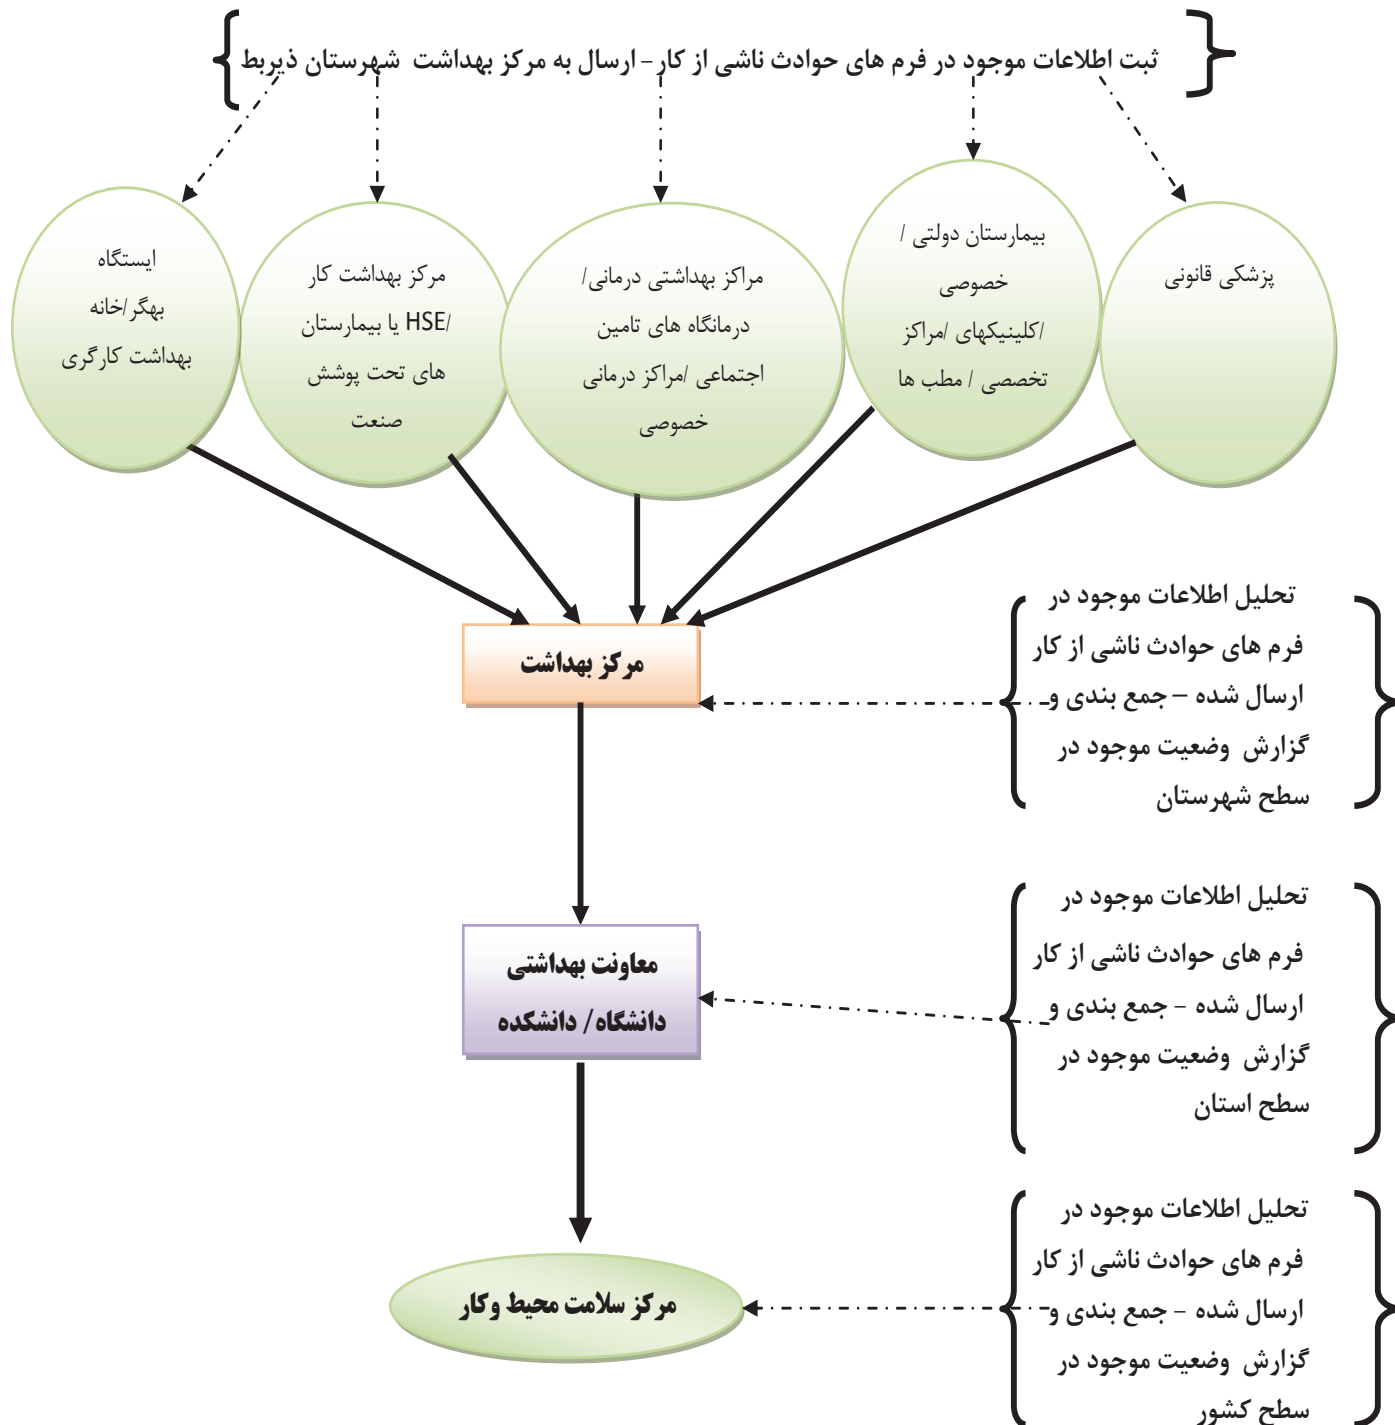 ثبت اطلاعات موجود در فرم های حوادث ناشی از کار – ارسال به مرکز بهداشت شهرستان ذیربط
پزشکی قانونی
بیمارستان دولتی /
خصوصی
/کلینیکهای /مراکز
تخصصی / مطب ها
مراکز بهداشتی درمانی/
درمانگاه های تامین
اجتماعی /مراکز درمانی
خصوصی
مرکز بهداشت کار
/HSE یا بیمارستان
های تحت پوشش
صنعت
ایستگاه
بهگر/خانه
بهداشت کارگری
مرکز بهداشت
تحلیل اطلاعات موجود در
فرم های حوادث ناشی از کار
ارسال شده – جمع بندی و
گزارش وضعیت موجود در
سطح شهرستان
معاونت بهداشتی
دانشگاه/ دانشکده
تحلیل اطلاعات موجود در
فرم های حوادث ناشی از کار
ارسال شده – جمع بندی و
گزارش وضعیت موجود در
سطح استان
مرکز سلامت محیط وکار
تحلیل اطلاعات موجود در
فرم های حوادث ناشی از کار
ارسال شده – جمع بندی و
گزارش وضعیت موجود در
سطح کشور